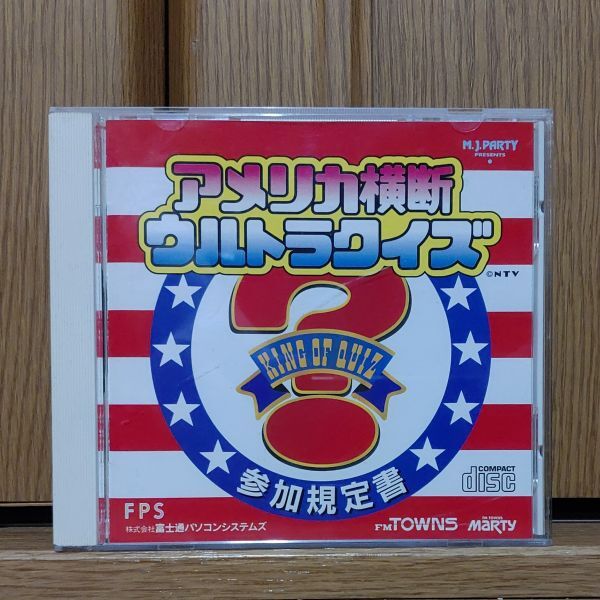 M.J.PARTY
PRESENTS
アメリカ横断
ウルトラクイズ
©NTV
?
KING OF QUIZ
参加規定書
COMPACT
disc
FPS
株式会社富士通パソコンシステムズ
FM TOWNS
FM TOWNS
MARTY